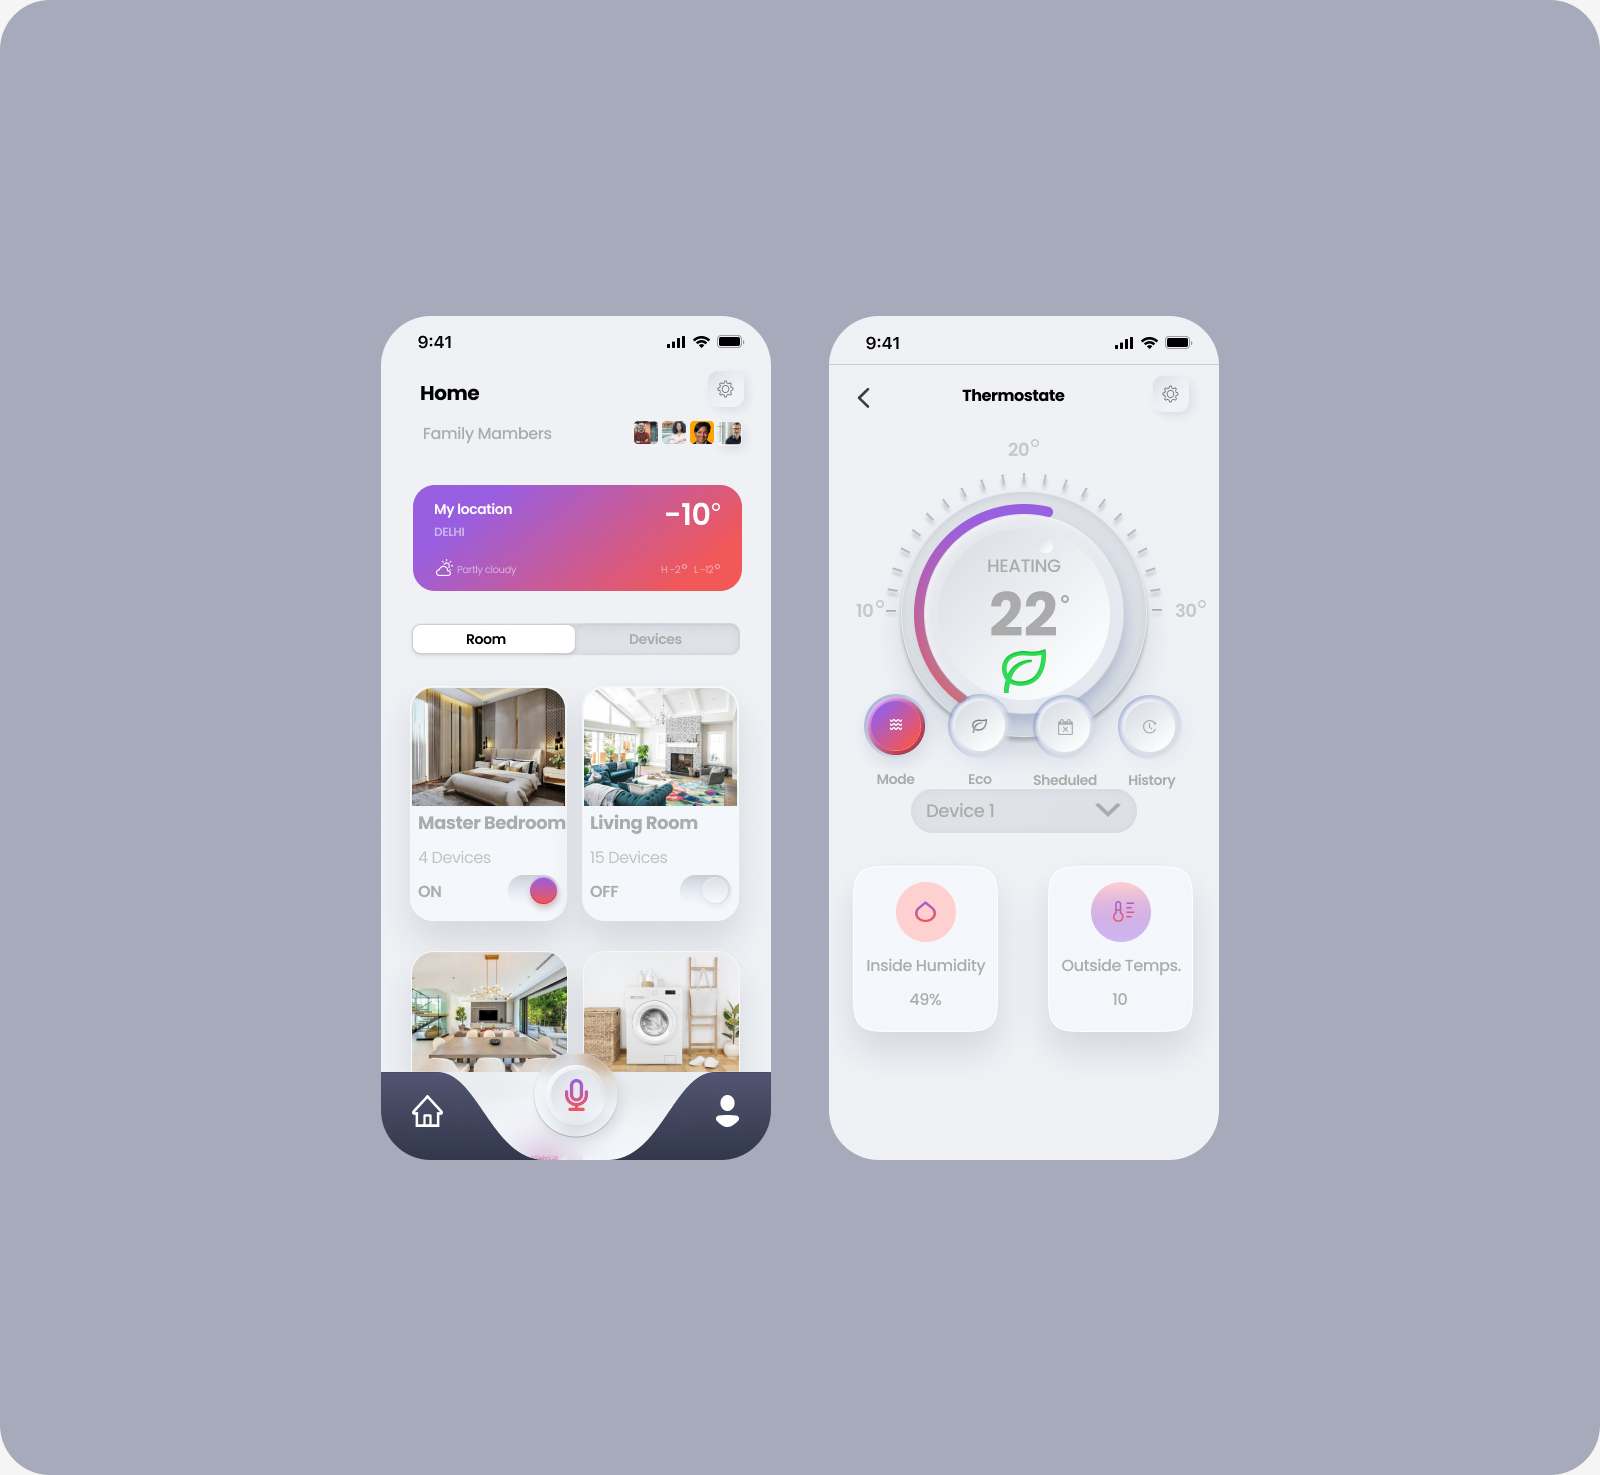 9:41
Home
Family Mambers
My location
-10°
DELHI
Partly cloudy
H -2° L -12°
Room
Devices
Master Bedroom
4 Devices
ON
Living Room
15 Devices
OFF
9:41
Thermostate
20°
10°
30°
HEATING
22°
Mode
Eco
Sheduled
History
Device 1
Inside Humidity
49%
Outside Temps.
10